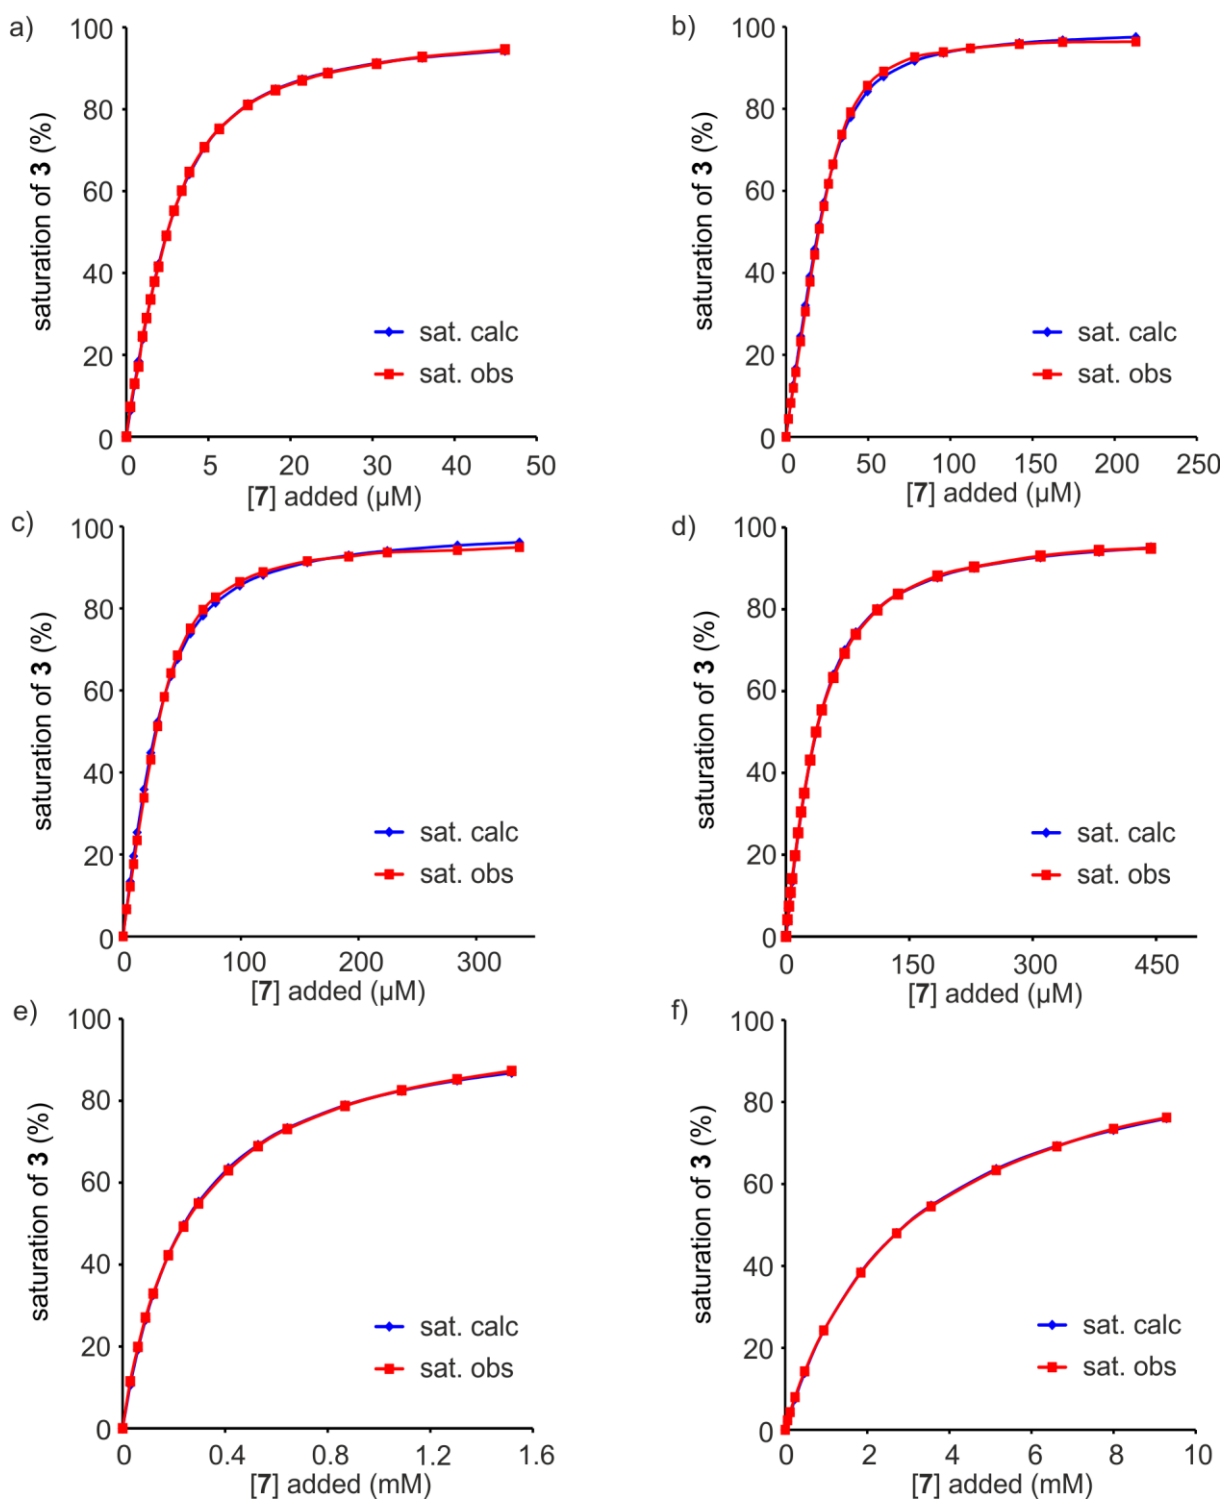 a)
saturation of 3 (%)
100
80
60
40
20
0
sat. calc
sat. obs
0 5 20 30 40 50
[7] added (µM)
b)
saturation of 3 (%)
100
80
60
40
20
0
sat. calc
sat. obs
0 50 100 150 200 250
[7] added (µM)
c)
saturation of 3 (%)
100
80
60
40
20
0
sat. calc
sat. obs
0 100 200 300
[7] added (µM)
d)
saturation of 3 (%)
100
80
60
40
20
0
sat. calc
sat. obs
0 150 300 450
[7] added (µM)
e)
saturation of 3 (%)
100
80
60
40
20
0
sat. calc
sat. obs
0 0.4 0.8 1.2 1.6
[7] added (mM)
f)
saturation of 3 (%)
100
80
60
40
20
0
sat. calc
sat. obs
0 2 4 6 8 10
[7] added (mM)